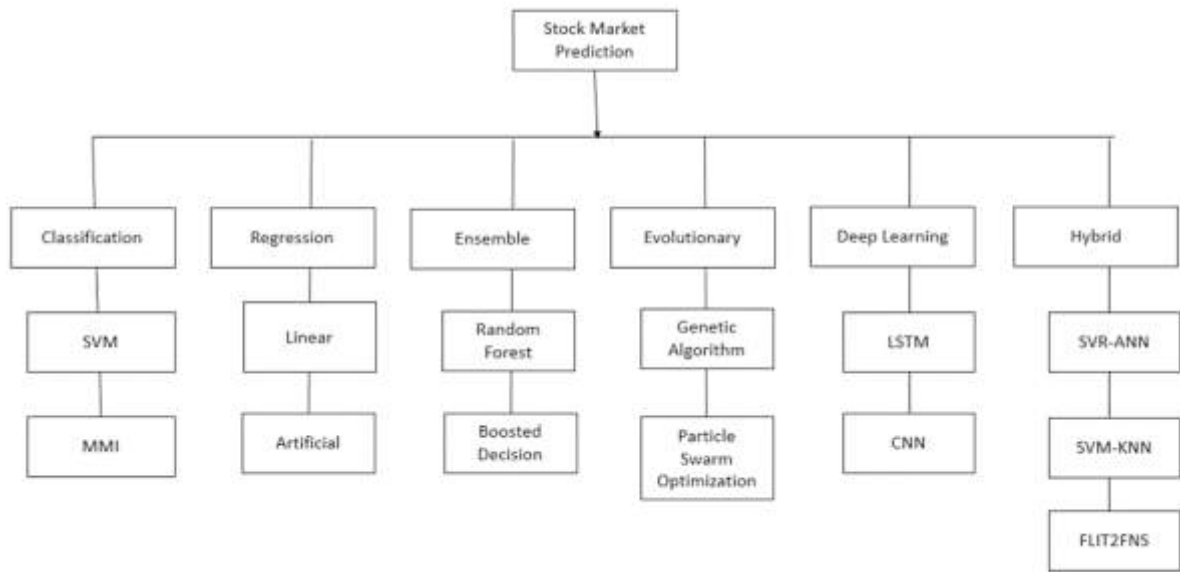 Stock Market
Prediction
Classification
Regression
Ensemble
Evolutionary
Deep Learning
Hybrid
SVM
Linear
Random
Forest
Genetic
Algorithm
LSTM
SVR-ANN
MMI
Artificial
Boosted
Decision
Particle
Swarm
Optimization
CNN
SVM-KNN
FLIT2FNS